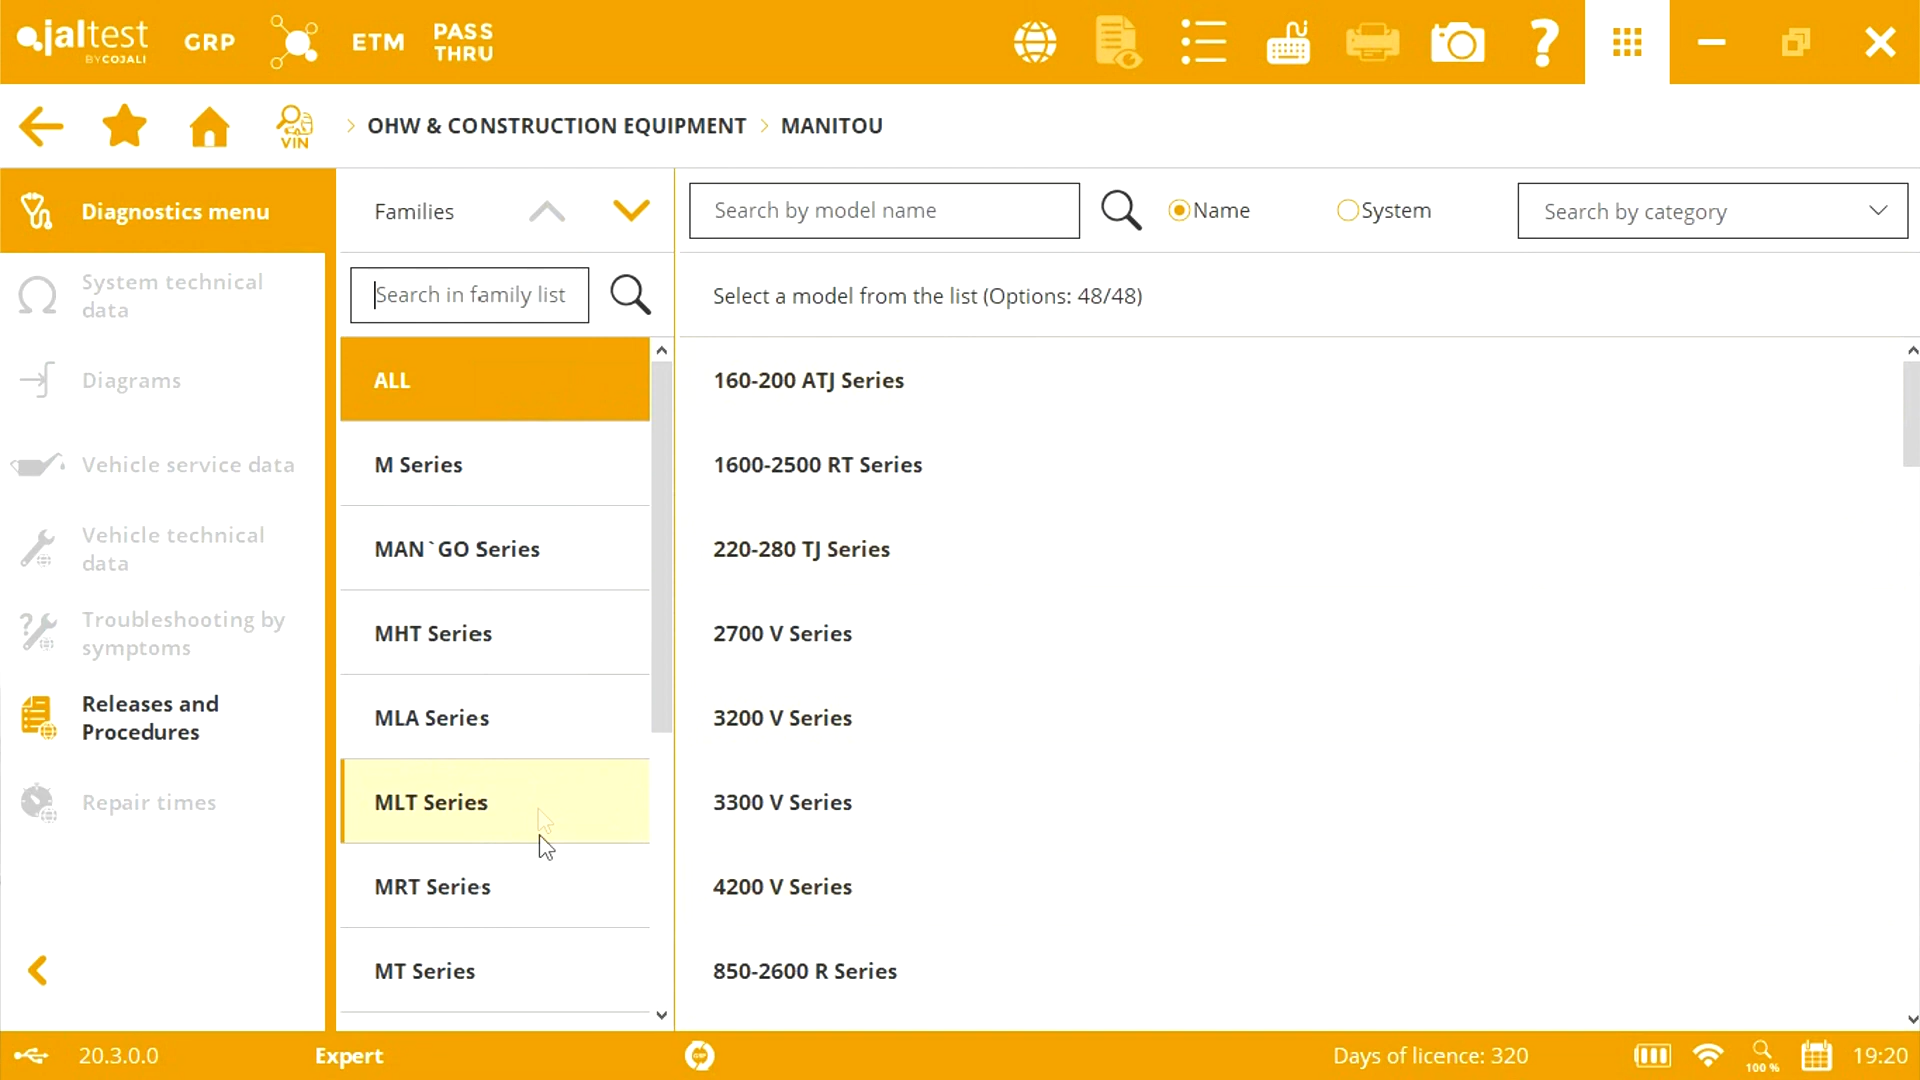 jaltest
BY COJALI
GRP
ETM
PASS
THRU
VIN
OHW & CONSTRUCTION EQUIPMENT
MANITOU
Diagnostics menu
System technical
data
Diagrams
Vehicle service data
Vehicle technical
data
Troubleshooting by
symptoms
Releases and
Procedures
Repair times
Families
Search in family list
ALL
M Series
MAN`GO Series
MHT Series
MLA Series
MLT Series
MRT Series
MT Series
Search by model name
Name
System
Search by category
Select a model from the list (Options: 48/48)
160-200 ATJ Series
1600-2500 RT Series
220-280 TJ Series
2700 V Series
3200 V Series
3300 V Series
4200 V Series
850-2600 R Series
20.3.0.0
Expert
GRP
Days of licence: 320
100 %
19:20